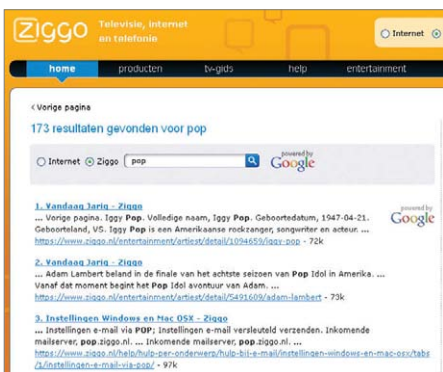 Ziggo
Televisie, internet
en telefonie
Internet
home producten tv-gids help entertainment
< Vorige pagina
173 resultaten gevonden voor pop
Internet Ziggo pop
powered by
Google
1. Vandaag Jarig - Ziggo
... Vorige pagina. Iggy Pop. Volledige naam, Iggy Pop. Geboortedatum, 1947-04-21.
Geboorteland, VS. Iggy Pop is een Amerikaanse rockzanger, songwriter en acteur. ...
https://www.ziggo.nl/entertainment/artiest/detail/1094659/iggy-pop - 72k
powered by
Google
2. Vandaag Jarig - Ziggo
... Adam Lambert beland in de finale van het achtste seizoen van Pop Idol in Amerika. ...
Vanaf dat moment begint het Pop Idol avontuur van Adam. ...
https://www.ziggo.nl/entertainment/artiest/detail/5491609/adam-lambert - 73k
3. Instellingen Windows en Mac OSX - Ziggo
... Instellingen e-mail via POP; Instellingen e-mail versleuteld verzenden. Inkomende
mailserver, pop.ziggo.nl. ... Inkomende mailserver, pop.ziggo.nl. ...
https://www.ziggo.nl/help/hulp-per-onderwerp/hulp-bij-e-mail/instellingen-windows-en-mac-osx/tabs
/1/instellingen-e-mail-via-pop/ - 97k